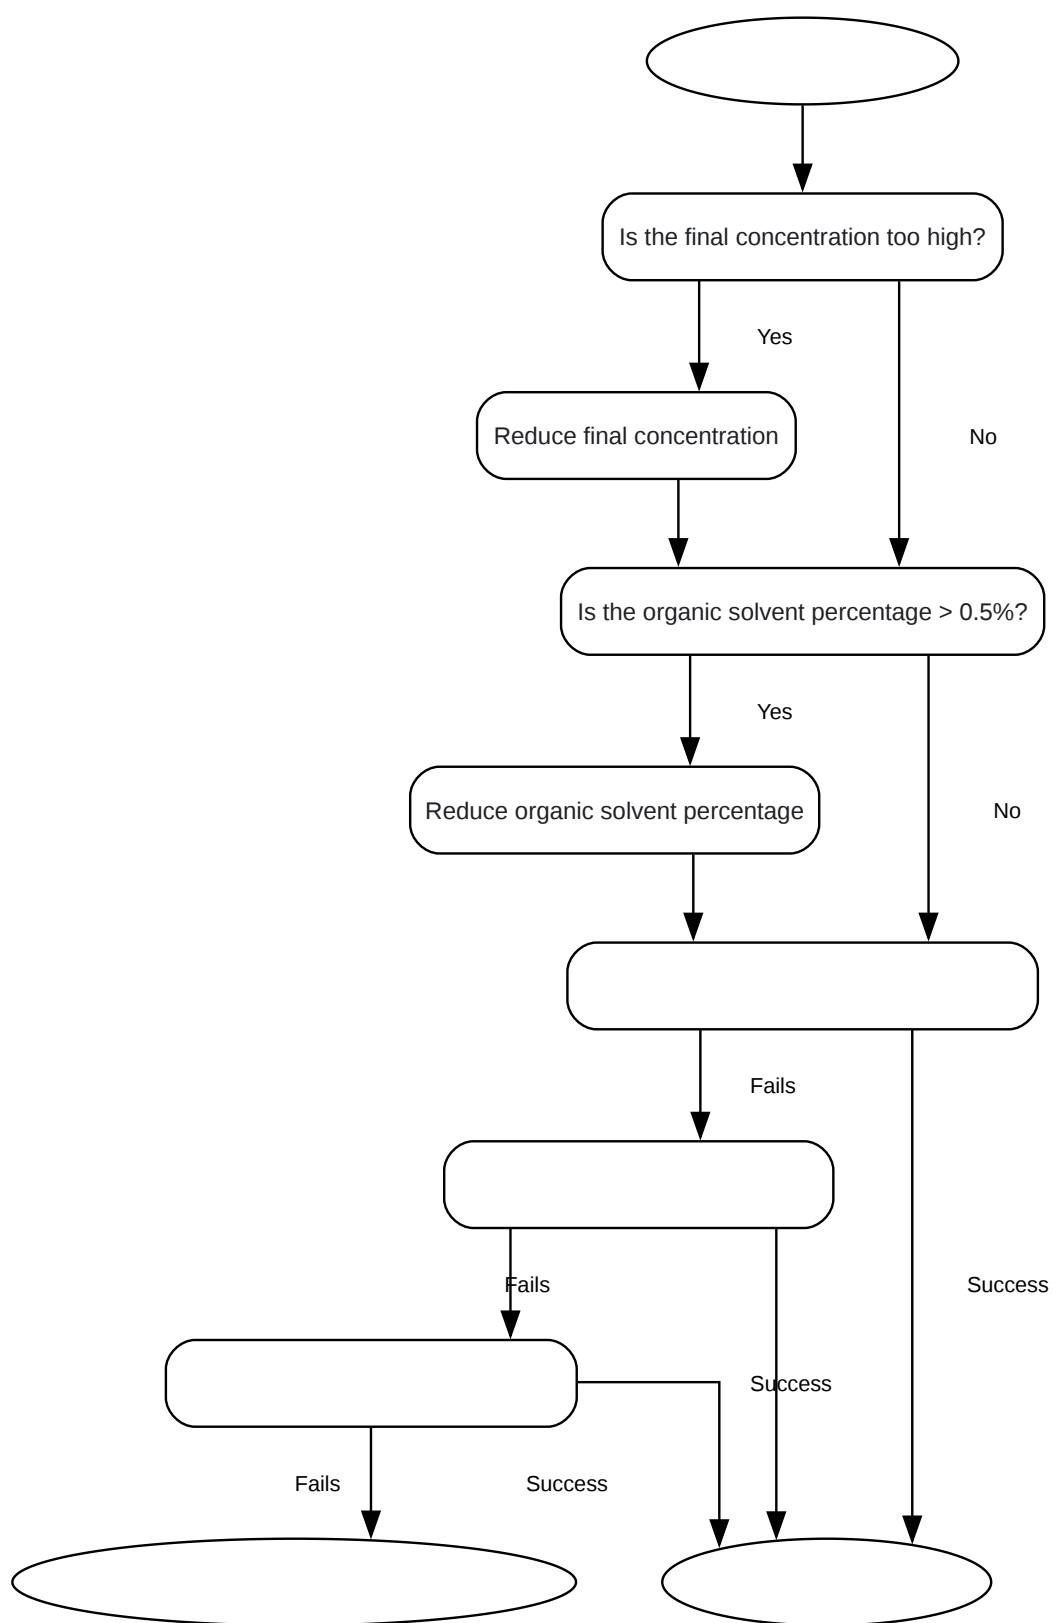 Is the final concentration too high?
Yes
Reduce final concentration
No
Is the organic solvent percentage > 0.5%?
Yes
Reduce organic solvent percentage
No
Fails
Fails
Success
Success
Fails
Success